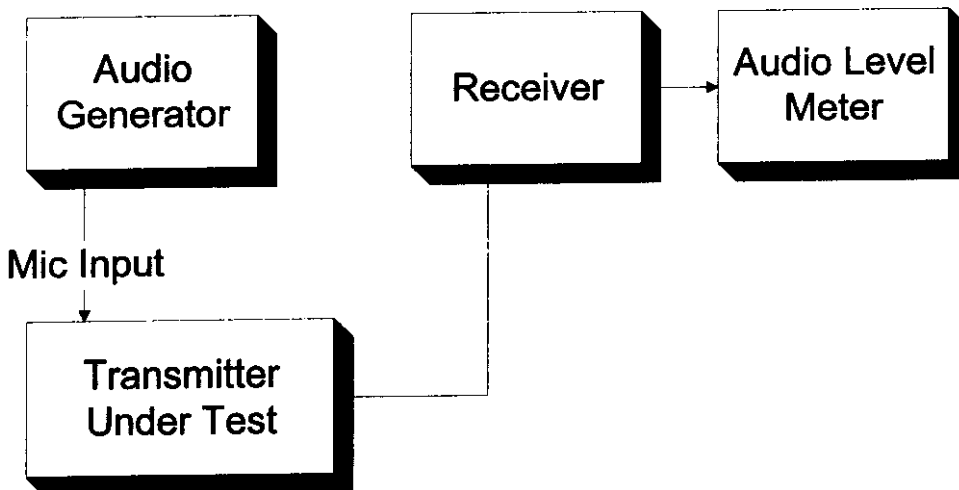 Audio
Generator
Receiver
Audio Level
Meter
Mic Input
Transmitter
Under Test